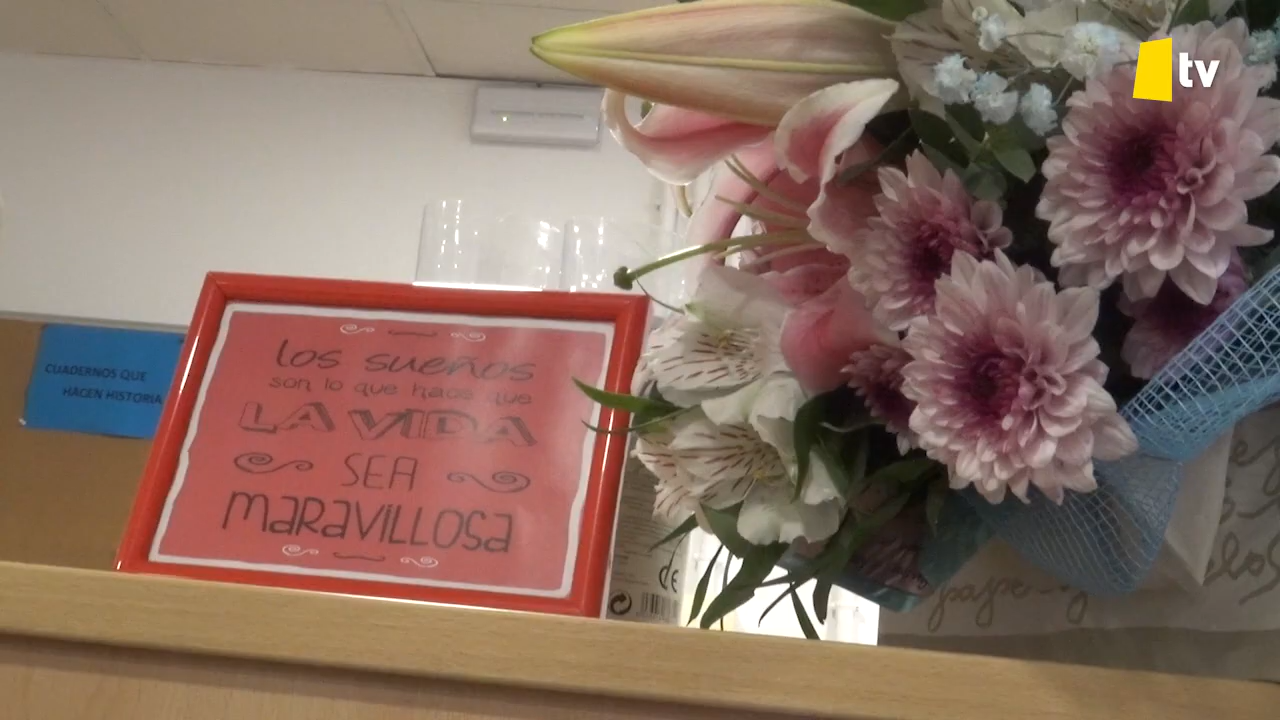 tv
CUADERNOS QUE
HACEN HISTORIA
los sueños
son lo que hace que
LA VIDA
SEA
maravillosa